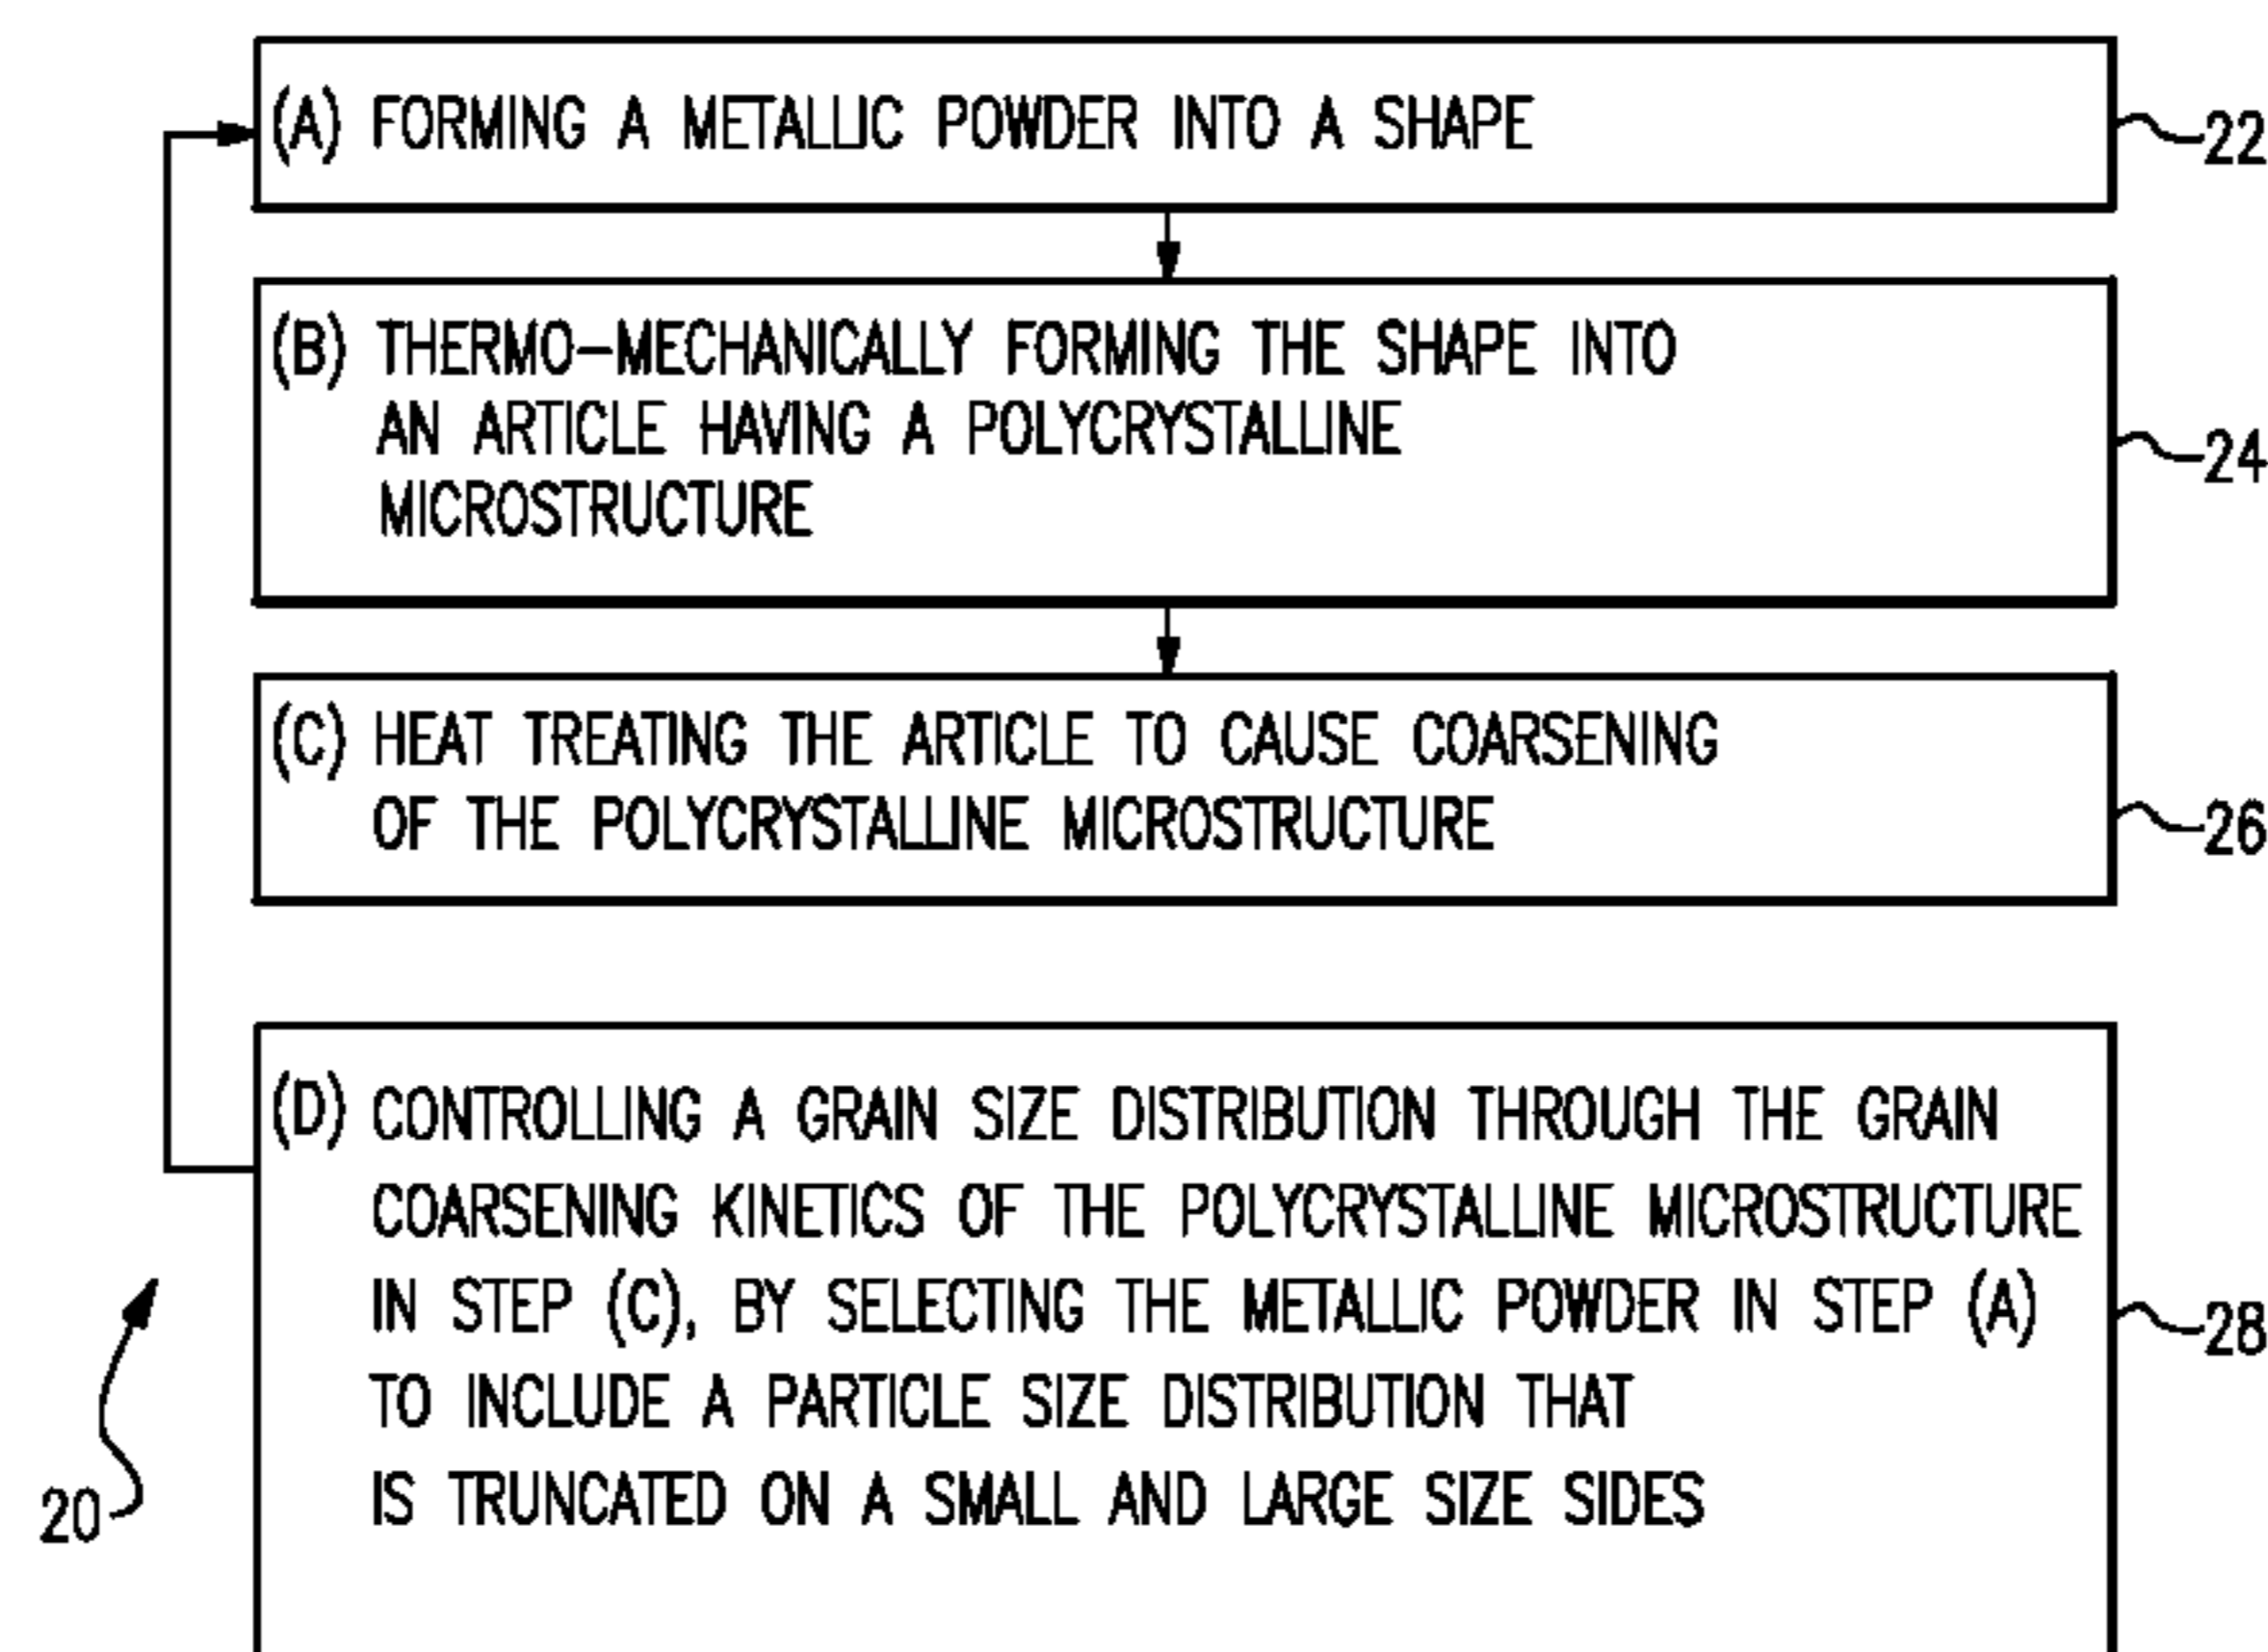 (A) FORMING A METALLIC POWDER INTO A SHAPE
22
(B) THERMO-MECHANICALLY FORMING THE SHAPE INTO
AN ARTICLE HAVING A POLYCRYSTALLINE
MICROSTRUCTURE
24
(C) HEAT TREATING THE ARTICLE TO CAUSE COARSENING
OF THE POLYCRYSTALLINE MICROSTRUCTURE
26
(D) CONTROLLING A GRAIN SIZE DISTRIBUTION THROUGH THE GRAIN
COARSENING KINETICS OF THE POLYCRYSTALLINE MICROSTRUCTURE
IN STEP (C), BY SELECTING THE METALLIC POWDER IN STEP (A)
TO INCLUDE A PARTICLE SIZE DISTRIBUTION THAT
IS TRUNCATED ON A SMALL AND LARGE SIZE SIDES
28
20